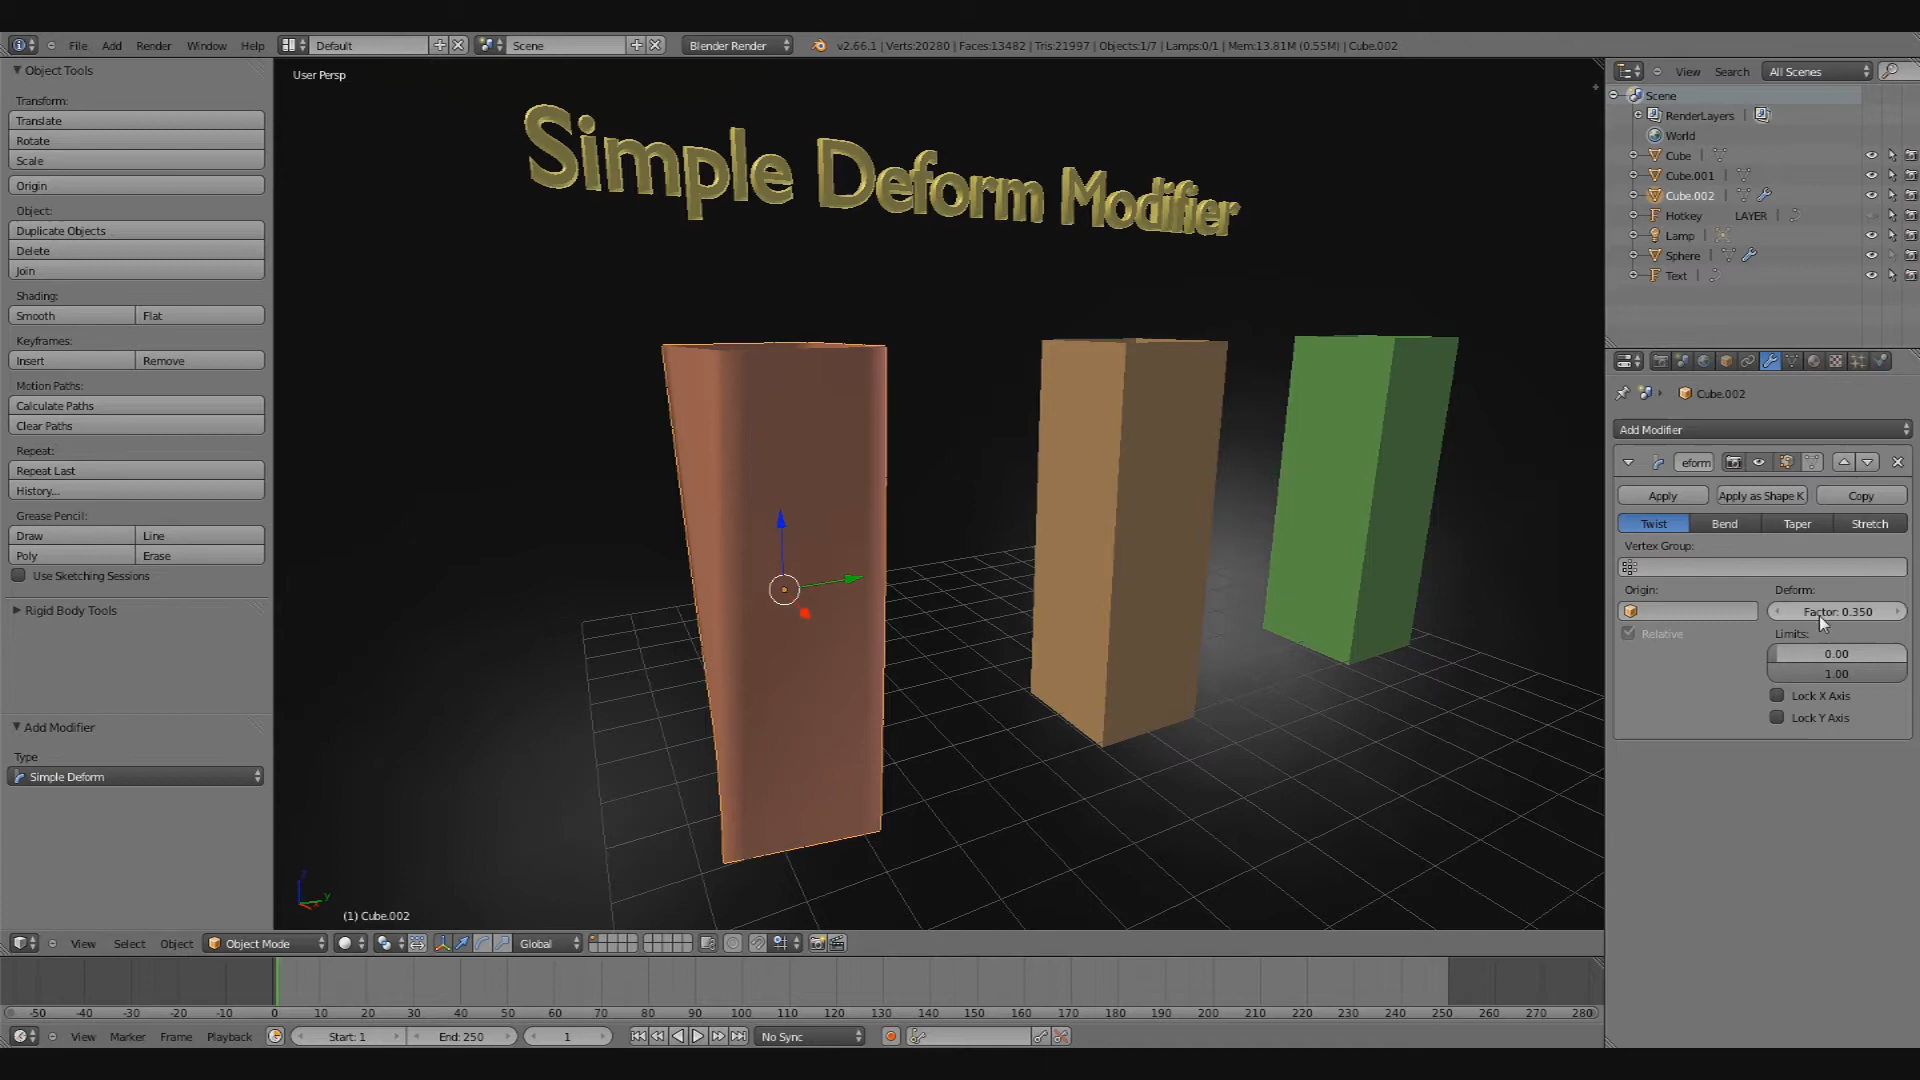 File Add Render Window Help Default Scene Blender Render v2.66.1 | Verts:20280 | Faces:13482 | Tris:21997 | Objects:1/7 | Lamps:0/1 | Mem:13.81M (0.55M) | Cube.002
Object Tools
Transform:
Translate
Rotate
Scale
Origin
Object:
Duplicate Objects
Delete
Join
Shading:
Smooth Flat
Keyframes:
Insert Remove
Motion Paths:
Calculate Paths
Clear Paths
Repeat:
Repeat Last
History...
Grease Pencil:
Draw Line
Poly Erase
Use Sketching Sessions
Rigid Body Tools
Add Modifier
Type
Simple Deform
User Persp
Simple Deform Modifier
(1) Cube.002
View Search All Scenes
Scene
RenderLayers |
World
Cube |
Cube.001 |
Cube.002 |
Hotkey LAYER |
Lamp |
Sphere |
Text |
Cube.002
Add Modifier
eform
Apply Apply as Shape K Copy
Twist Bend Taper Stretch
Vertex Group:
Origin: Deform:
Factor: 0.350
Relative Limits:
0.00
1.00
Lock X Axis
Lock Y Axis
View Select Object Object Mode Global
-50 -40 -30 -20 -10 0 10 20 30 40 50 60 70 80 90 100 110 120 130 140 150 160 170 180 190 200 210 220 230 240 250 260 270 280
View Marker Frame Playback Start: 1 End: 250 1 No Sync